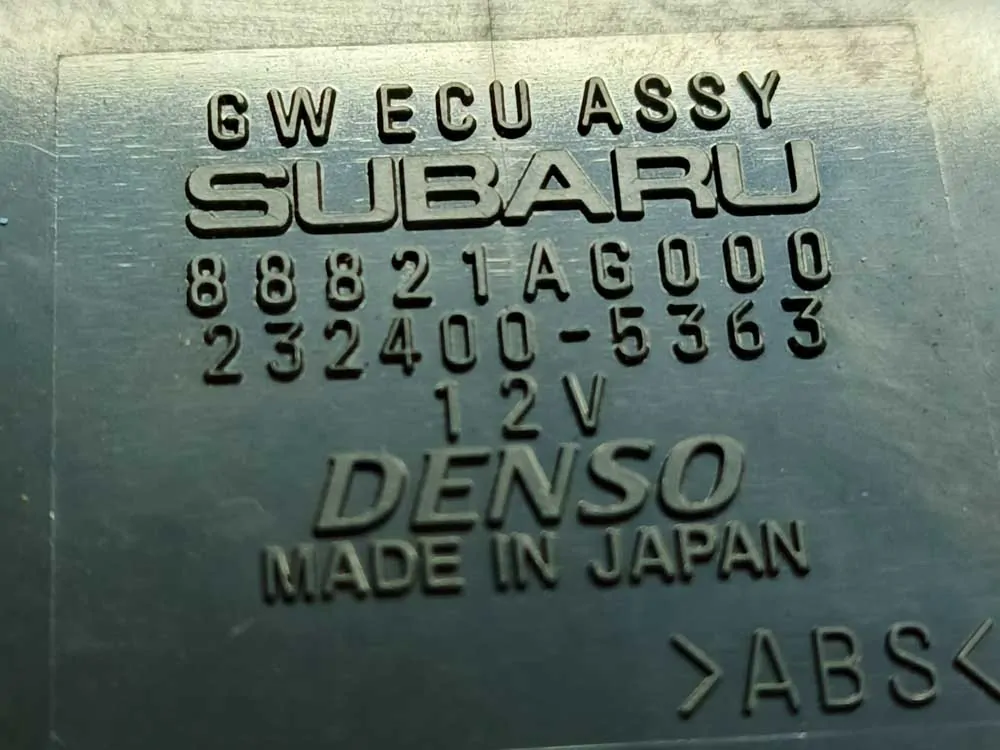 GW ECU ASSY
SUBARU
88821AG000
232400-5363
12V
DENSO
MADE IN JAPAN
>ABS<